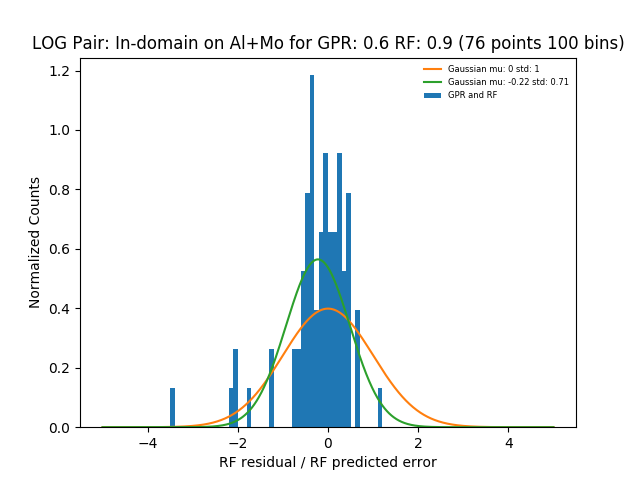 LOG Pair: In-domain on Al+Mo for GPR: 0.6 RF: 0.9 (76 points 100 bins)
Gaussian mu: 0 std: 1
Gaussian mu: -0.22 std: 0.71
GPR and RF
1.2
1.0
0.8
0.6
0.4
0.2
0.0
Normalized Counts
−4
−2
0
2
4
RF residual / RF predicted error